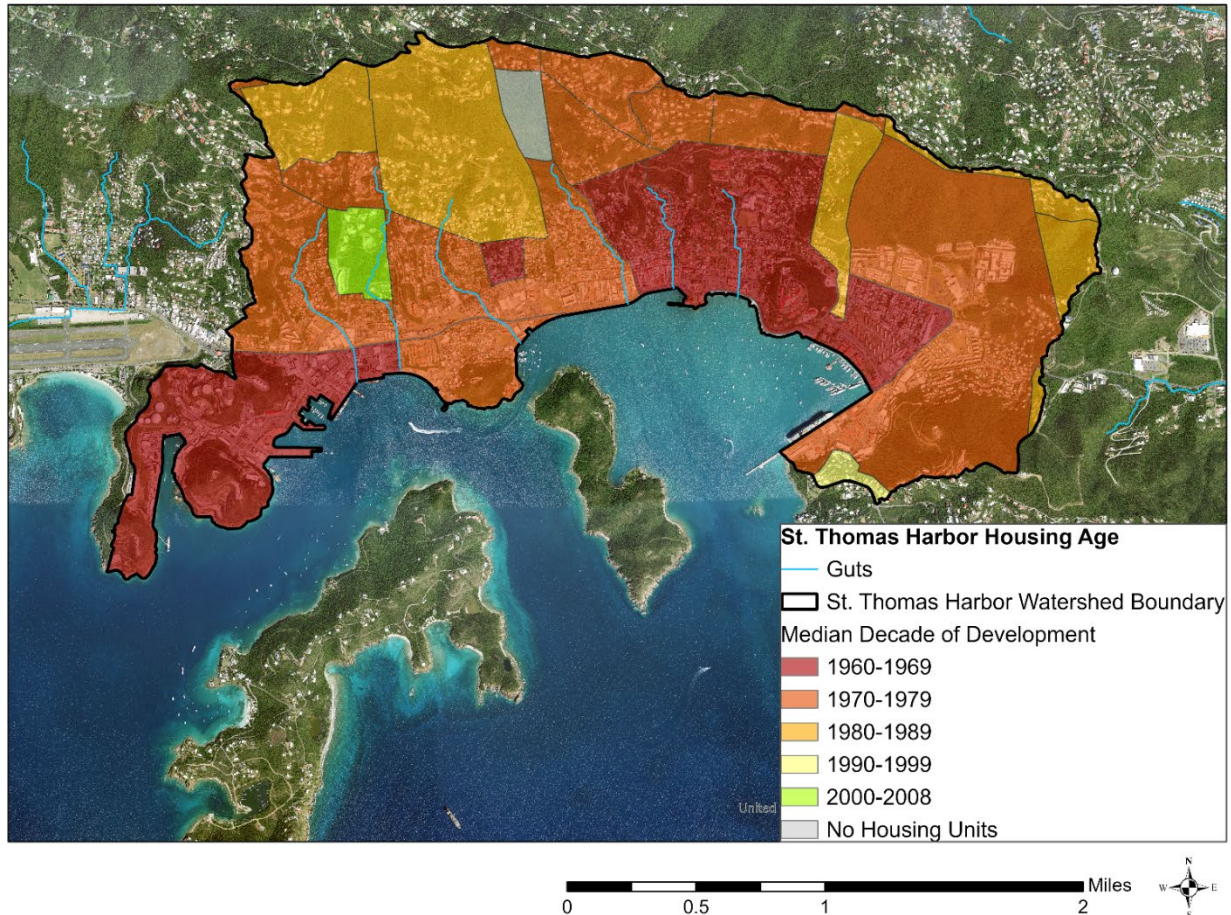 St. Thomas Harbor Housing Age
Guts
St. Thomas Harbor Watershed Boundary
Median Decade of Development
1960-1969
1970-1979
1980-1989
1990-1999
2000-2008
No Housing Units
United
Miles
0 0.5 1 2
N
W E
S